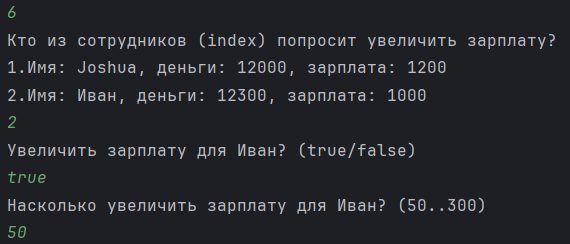 6
Кто из сотрудников (index) попросит увеличить зарплату?
1.Имя: Joshua, деньги: 12000, зарплата: 1200
2.Имя: Иван, деньги: 12300, зарплата: 1000
2
Увеличить зарплату для Иван? (true/false)
true
Насколько увеличить зарплату для Иван? (50..300)
50